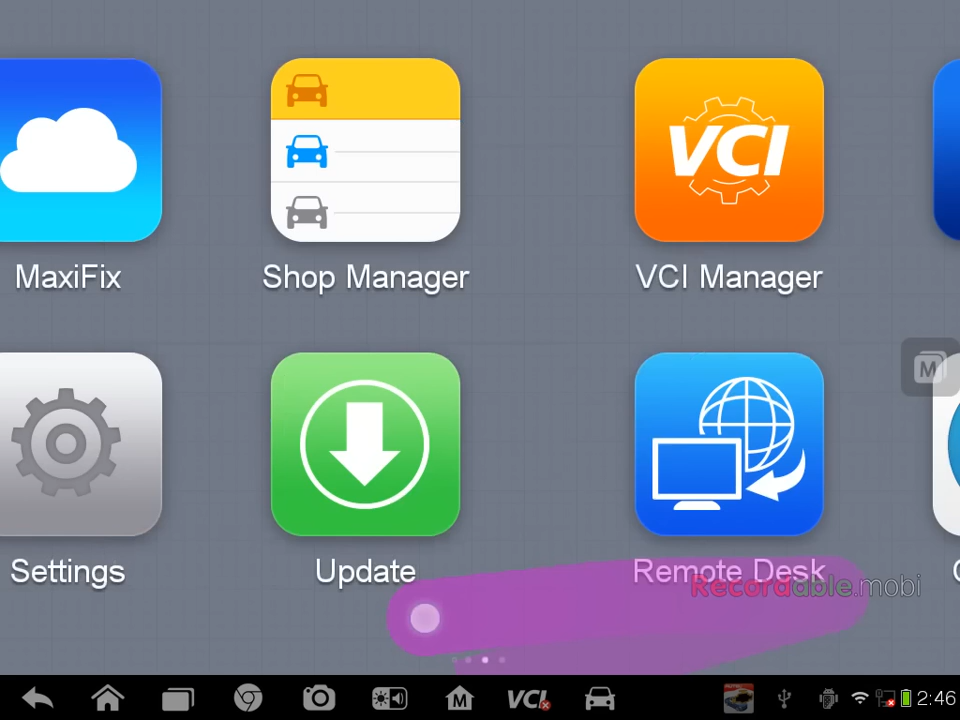 VCI
MaxiFix
Shop Manager
VCI Manager
M
Settings
Update
Remote Desk
Recordable.mobi
M
VCI
2:46